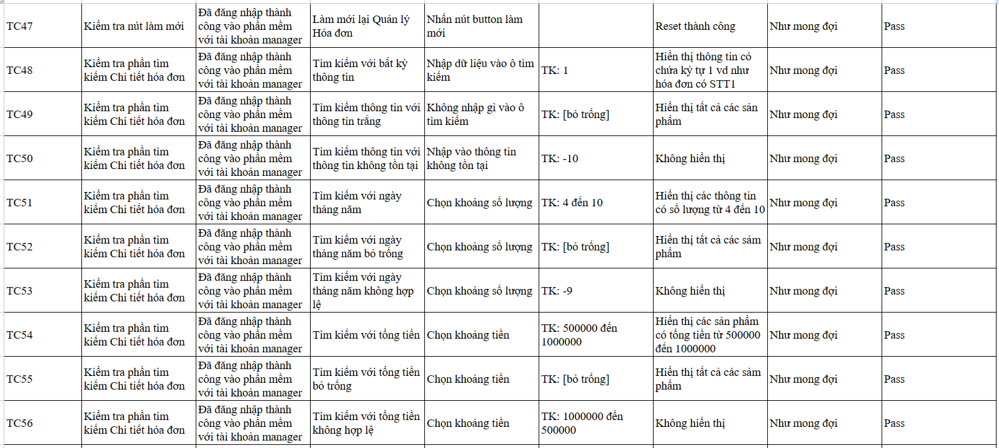 TC47
Kiểm tra nút làm mới
Đã đăng nhập thành
công vào phần mềm
với tài khoản manager
Làm mới lại Quản lý
Hóa đơn
Nhấn nút button làm
mới
Reset thành công
Như mong đợi
Pass
TC48
Kiểm tra phần tìm
kiếm Chi tiết hóa đơn
Đã đăng nhập thành
công vào phần mềm
với tài khoản manager
Tìm kiếm với bất kỳ
thông tin
Nhập dữ liệu vào ô tìm
kiếm
TK: 1
Hiển thị thông tin có
chứa ký tự 1 vd như
hóa đơn có STT1
Như mong đợi
Pass
TC49
Kiểm tra phần tìm
kiếm Chi tiết hóa đơn
Đã đăng nhập thành
công vào phần mềm
với tài khoản manager
Tìm kiếm thông tin với
thông tin trắng
Không nhập gì vào ô
tìm kiếm
TK: [bỏ trống]
Hiển thị tất cả các sản
phẩm
Như mong đợi
Pass
TC50
Kiểm tra phần tìm
kiếm Chi tiết hóa đơn
Đã đăng nhập thành
công vào phần mềm
với tài khoản manager
Tìm kiếm thông tin với
thông tin không tồn tại
Nhập vào thông tin
không tồn tại
TK: -10
Không hiển thị
Như mong đợi
Pass
TC51
Kiểm tra phần tìm
kiếm Chi tiết hóa đơn
Đã đăng nhập thành
công vào phần mềm
với tài khoản manager
Tìm kiếm với ngày
tháng năm
Chọn khoảng số lượng
TK: 4 đến 10
Hiển thị các thông tin
có số lượng từ 4 đến 10
Như mong đợi
Pass
TC52
Kiểm tra phần tìm
kiếm Chi tiết hóa đơn
Đã đăng nhập thành
công vào phần mềm
với tài khoản manager
Tìm kiếm với ngày
tháng năm bỏ trống
Chọn khoảng số lượng
TK: [bỏ trống]
Hiển thị tất cả các sảm
phẩm
Như mong đợi
Pass
TC53
Kiểm tra phần tìm
kiếm Chi tiết hóa đơn
Đã đăng nhập thành
công vào phần mềm
với tài khoản manager
Tìm kiếm với ngày
tháng năm không hợp
lệ
Chọn khoảng số lượng
TK: -9
Không hiển thị
Như mong đợi
Pass
TC54
Kiểm tra phần tìm
kiếm Chi tiết hóa đơn
Đã đăng nhập thành
công vào phần mềm
với tài khoản manager
Tìm kiếm với tổng tiền
Chọn khoảng tiền
TK: 500000 đến
1000000
Hiển thị các sản phẩm
có tổng tiền từ 500000
đến 1000000
Như mong đợi
Pass
TC55
Kiểm tra phần tìm
kiếm Chi tiết hóa đơn
Đã đăng nhập thành
công vào phần mềm
với tài khoản manager
Tìm kiếm với tổng tiền
bỏ trống
Chọn khoảng tiền
TK: [bỏ trống]
Hiển thị tất cả các sảm
phẩm
Như mong đợi
Pass
TC56
Kiểm tra phần tìm
kiếm Chi tiết hóa đơn
Đã đăng nhập thành
công vào phần mềm
với tài khoản manager
Tìm kiếm với tổng tiền
không hợp lệ
Chọn khoảng tiền
TK: 1000000 đến
500000
Không hiển thị
Như mong đợi
Pass